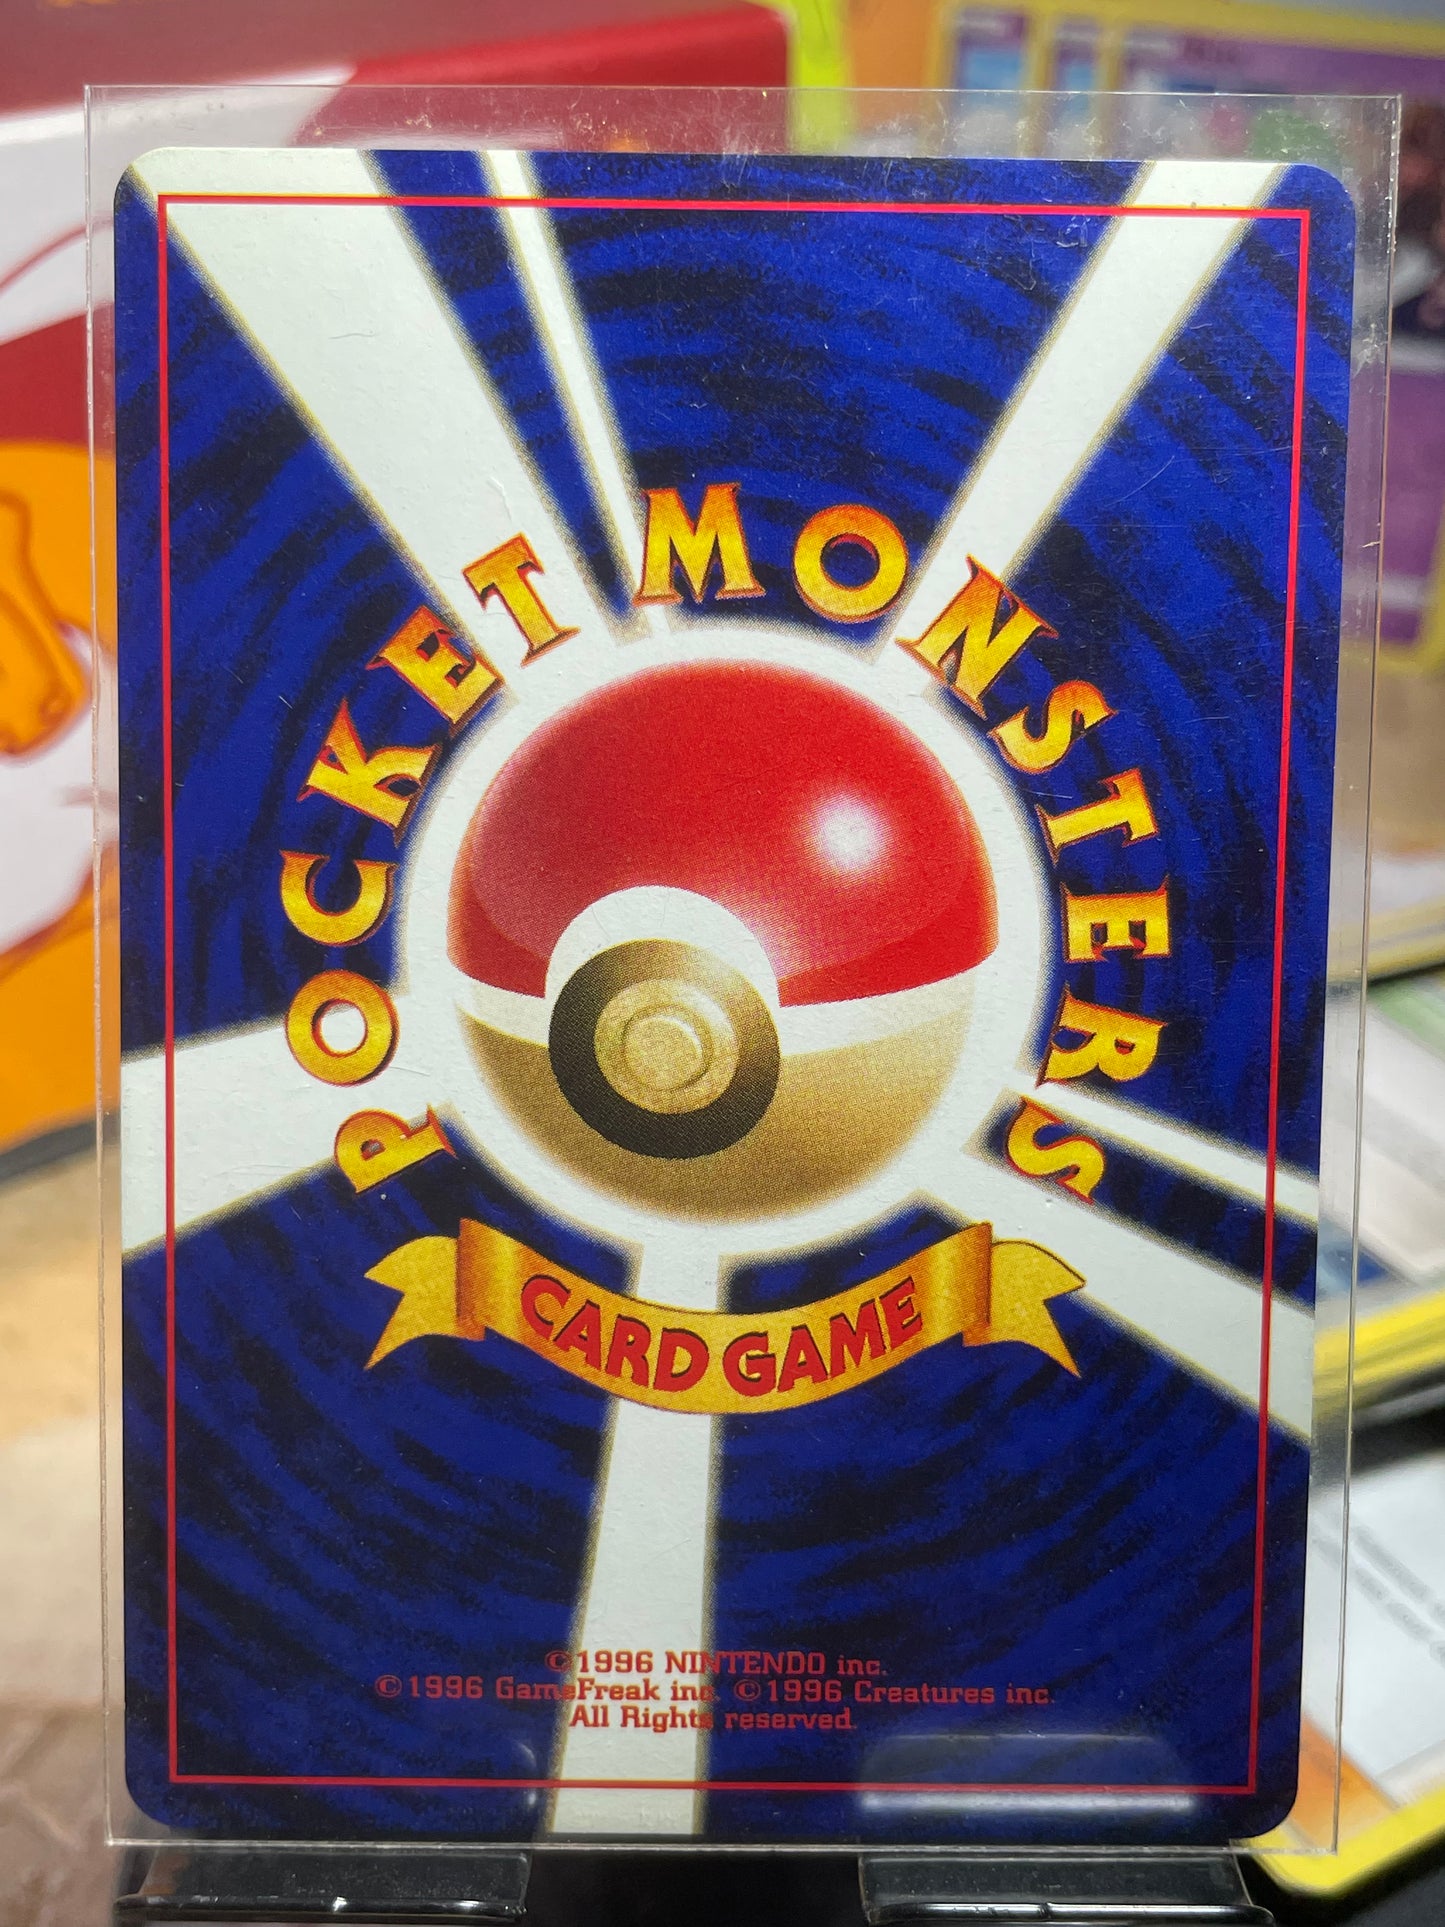 POCKET MONSTERS
CARD GAME
©1996 NINTENDO inc.
©1996 GameFreak inc. ©1996 Creatures inc.
All Rights reserved.